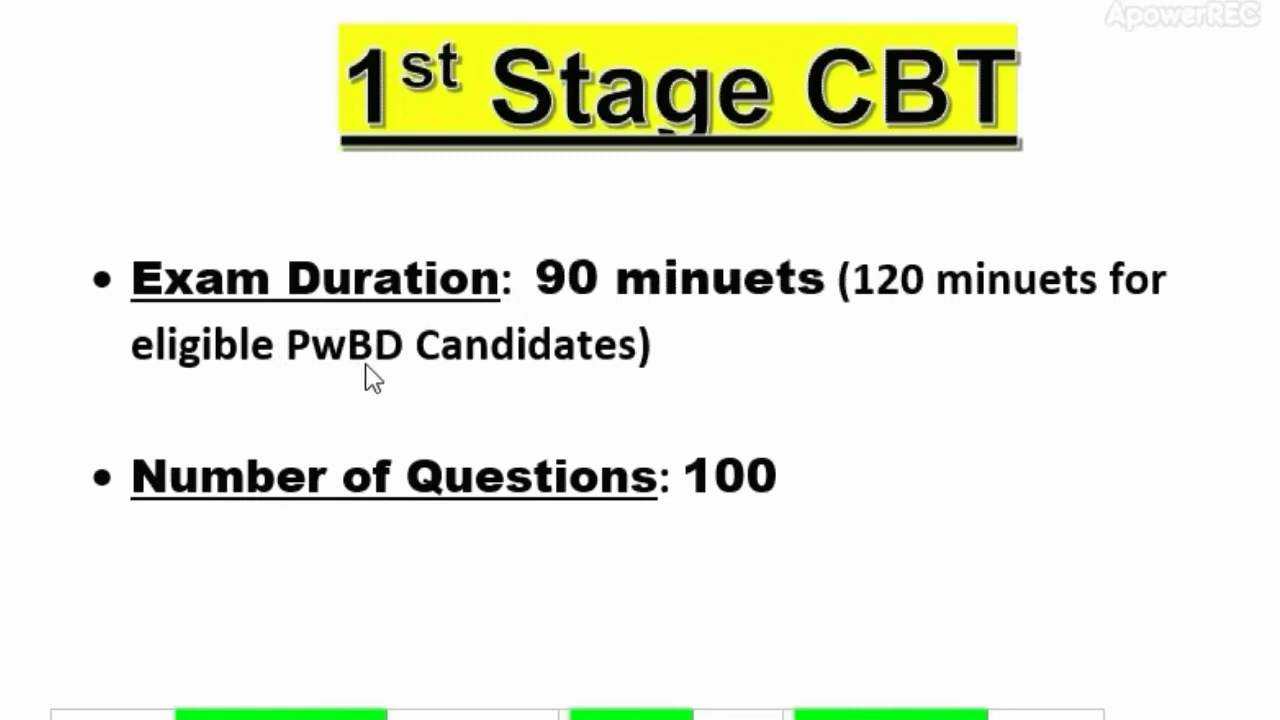 ApowerREC
1st Stage CBT
• Exam Duration: 90 minuets (120 minuets for
eligible PwBD Candidates)
• Number of Questions: 100